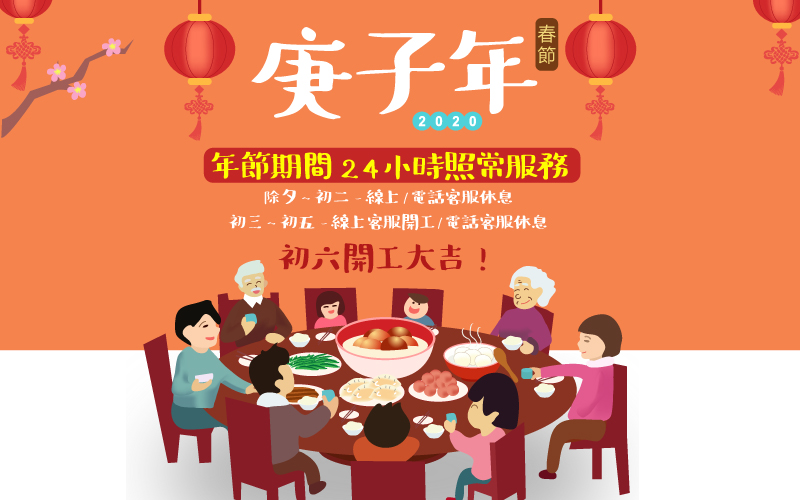 庚子年
春節
2020
年節期間 24小時照常服務
除夕～初二 - 線上/電話客服休息
初三～初五 - 線上客服開工/電話客服休息
初六開工大吉！